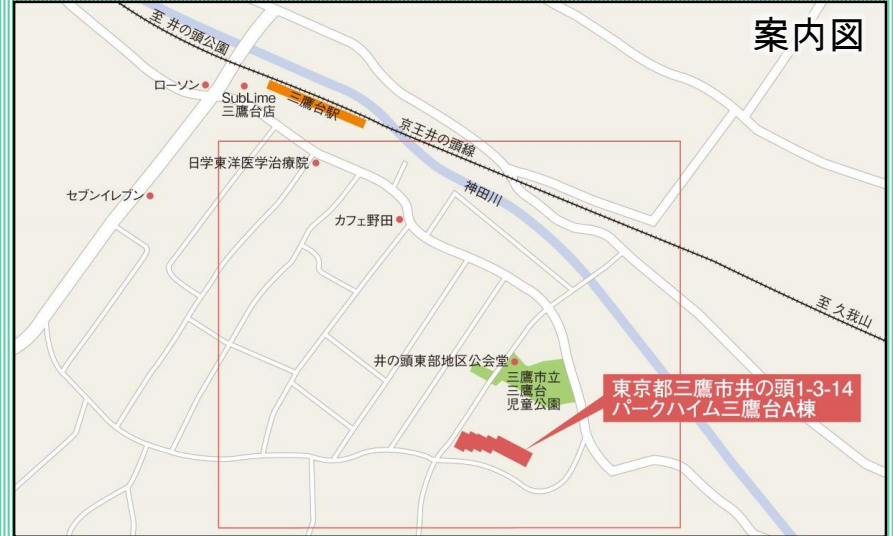 案内図
至 井の頭公園
ローソン
SubLime
三鷹台店
三鷹台駅
京王井の頭線
日学東洋医学治療院
セブンイレブン
神田川
カフェ野田
至 久我山
井の頭東部地区公会堂
三鷹市立
三鷹台
児童公園
東京都三鷹市井の頭1-3-14
パークハイム三鷹台A棟